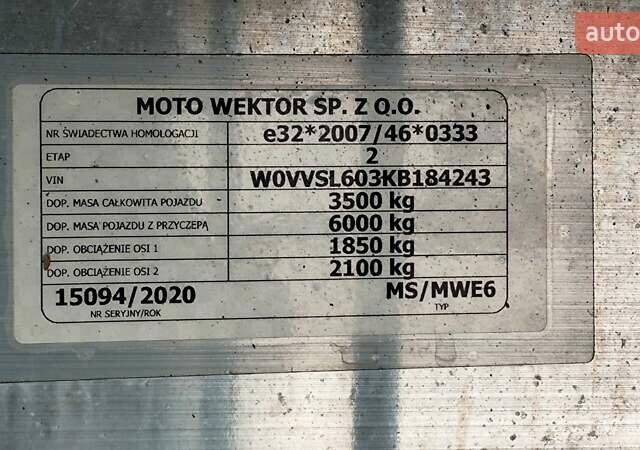 auto
MOTO WEKTOR SP. Z O.O.
NR ŚWIADECTWA HOMOLOGACJI e32*2007/46*0333
ETAP 2
VIN W0VVSL603KB184243
DOP. MASA CAŁKOWITA POJAZDU 3500 kg
DOP. MASA POJAZDU Z PRZYCZEPĄ 6000 kg
DOP. OBCIĄŻENIE OSI 1 1850 kg
DOP. OBCIĄŻENIE OSI 2 2100 kg
15094/2020 MS/MWE6
NR SERYJNY/ROK TYP